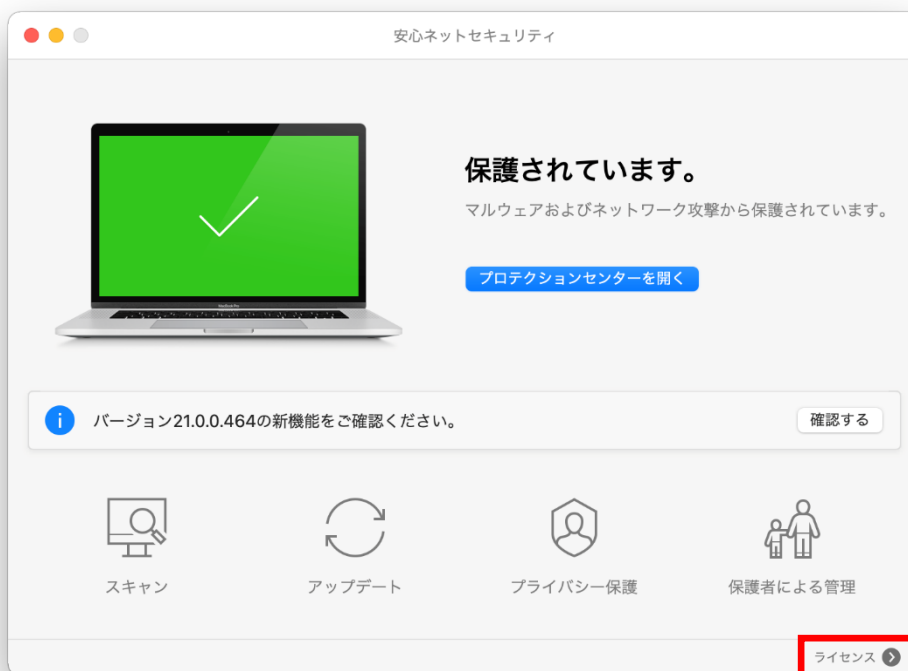 安心ネットセキュリティ
保護されています。
マルウェアおよびネットワーク攻撃から保護されています。
プロテクションセンターを開く
バージョン21.0.0.464の新機能をご確認ください。
確認する
スキャン
アップデート
プライバシー保護
保護者による管理
ライセンス